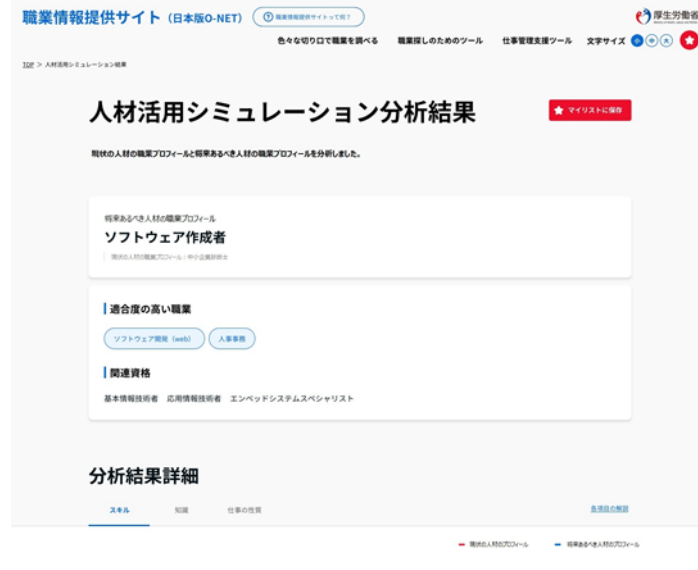 職業情報提供サイト (日本版O-NET)
? 職業情報提供サイトって何?
厚生労働省
色々な切り口で職業を調べる 職業探しのためのツール 仕事管理支援ツール 文字サイズ 小 中 大
TOP > 人材活用シミュレーション結果
人材活用シミュレーション分析結果
マイリストに保存
現状の人材の職業プロフィールと将来あるべき人材の職業プロフィールを分析しました。
将来あるべき人材の職業プロフィール
ソフトウェア作成者
現状の人材の職業プロフィール:中小企業診断士
適合度の高い職業
ソフトウェア開発(web) 人事事務
関連資格
基本情報技術者 応用情報技術者 エンベッドシステムスペシャリスト
分析結果詳細
スキル 知識 仕事の性質 各項目の解説
現状の人材のプロフィール 将来あるべき人材のプロフィール